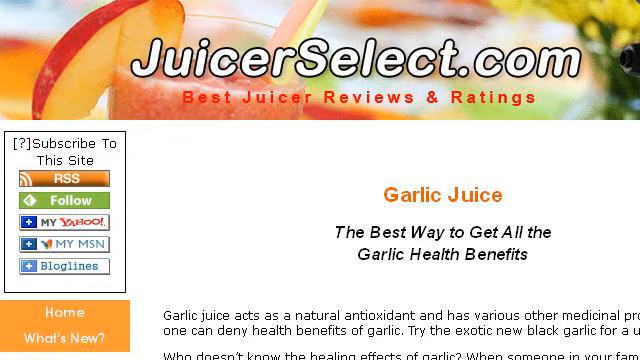 JuicerSelect.com
Best Juicer Reviews & Ratings
[?]Subscribe To
This Site
RSS
Follow
MY YAHOO!
MY MSN
Bloglines
Home
What's New?
Garlic Juice
The Best Way to Get All the
Garlic Health Benefits
Garlic juice acts as a natural antioxidant and has various other medicinal
one can deny health benefits of garlic. Try the exotic new black garlic for a
Who doesn't know the healing effects of garlic? When someone in your